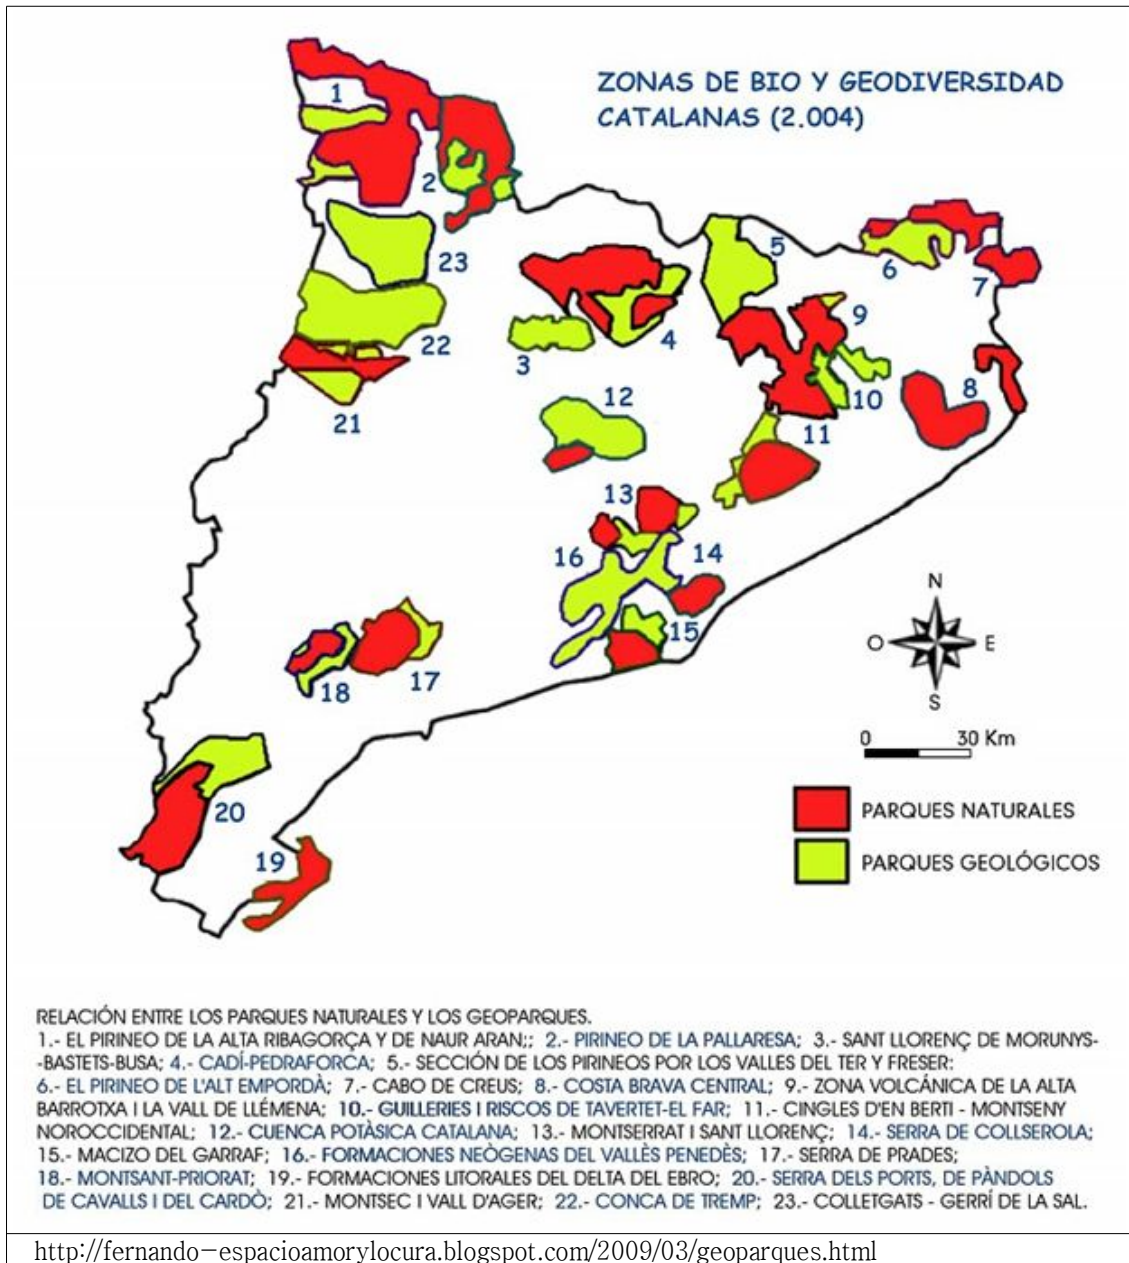 ZONAS DE BIO Y GEODIVERSIDAD
CATALANAS (2.004)
1
2
23
5
6
7
22
3
4
9
21
12
10
8
11
13
16
14
15
18
17
20
19
N
O
E
S
0 30 Km
PARQUES NATURALES
PARQUES GEOLÓGICOS
RELACIÓN ENTRE LOS PARQUES NATURALES Y LOS GEOPARQUES.
1.- EL PIRINEO DE LA ALTA RIBAGORÇA Y DE NAUR ARAN;; 2.- PIRINEO DE LA PALLARESA; 3.- SANT LLORENÇ DE MORUNYS-
-BASTETS-BUSA; 4.- CADÍ-PEDRAFORCA; 5.- SECCIÓN DE LOS PIRINEOS POR LOS VALLES DEL TER Y FRESER:
6.- EL PIRINEO DE L'ALT EMPORDÀ; 7.- CABO DE CREUS; 8.- COSTA BRAVA CENTRAL; 9.- ZONA VOLCÁNICA DE LA ALTA
BARROTXA I LA VALL DE LLÉMENA; 10.- GUILLERIES I RISCOS DE TAVERTET-EL FAR; 11.- CINGLES D'EN BERTI - MONTSENY
NOROCCIDENTAL; 12.- CUENCA POTÀSICA CATALANA; 13.- MONTSERRAT I SANT LLORENÇ; 14.- SERRA DE COLLSEROLA;
15.- MACIZO DEL GARRAF; 16.- FORMACIONES NEÒGENAS DEL VALLÈS PENEDÈS; 17.- SERRA DE PRADES;
18.- MONTSANT-PRIORAT; 19.- FORMACIONES LITORALES DEL DELTA DEL EBRO; 20.- SERRA DELS PORTS, DE PÀNDOLS
DE CAVALLS I DEL CARDÒ; 21.- MONTSEC I VALL D'AGER; 22.- CONCA DE TREMP; 23.- COLLETGATS - GERRÍ DE LA SAL.
http://fernando-espacioamorylocura.blogspot.com/2009/03/geoparques.html